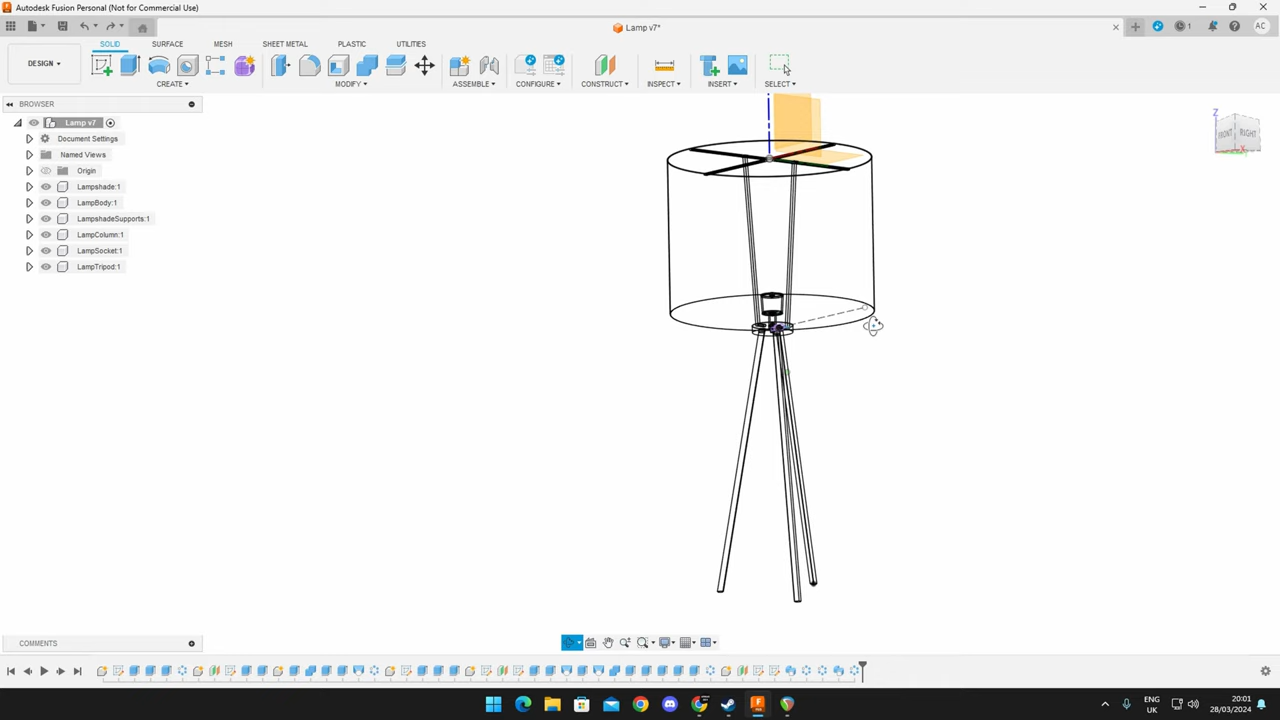 Autodesk Fusion Personal (Not for Commercial Use)
Lamp v7*
1
AC
DESIGN
SOLID
SURFACE
MESH
SHEET METAL
PLASTIC
UTILITIES
CREATE
MODIFY
ASSEMBLE
CONFIGURE
CONSTRUCT
INSPECT
INSERT
SELECT
BROWSER
Lamp v7
Document Settings
Named Views
Origin
Lampshade:1
LampBody:1
LampshadeSupports:1
LampColumn:1
LampSocket:1
LampTripod:1
Z
FRONT
RIGHT
X
COMMENTS
ENG
UK
20:01
28/03/2024